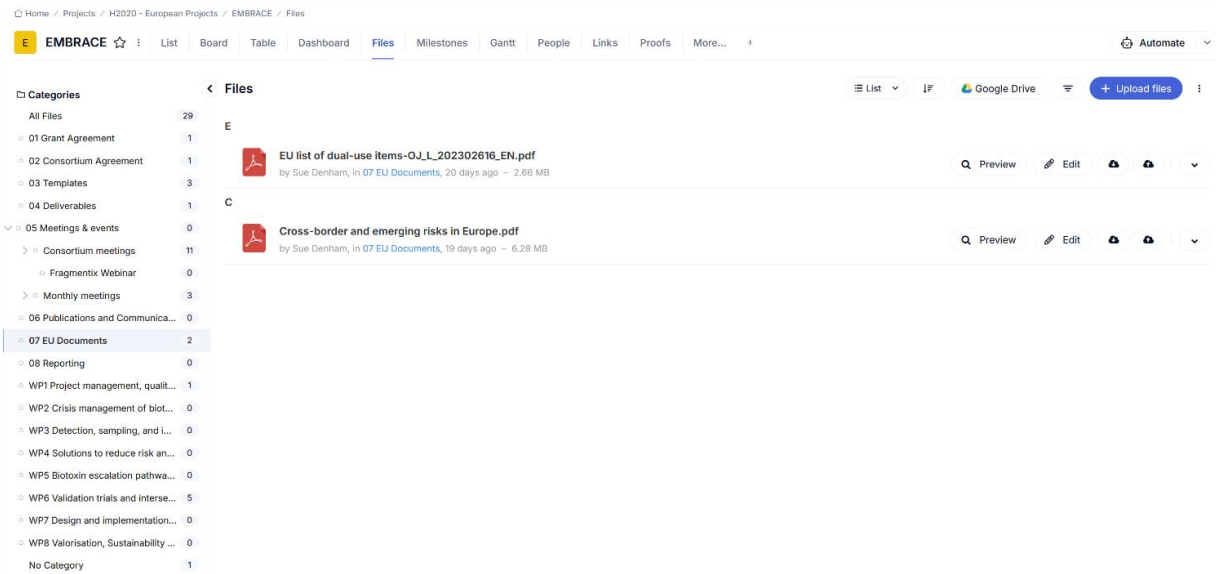 Home / Projects / H2020 - European Projects / EMBRACE / Files
E EMBRACE List Board Table Dashboard Files Milestones Gantt People Links Proofs More... + Automate
Categories
All Files 29
01 Grant Agreement 1
02 Consortium Agreement 1
03 Templates 3
04 Deliverables 1
05 Meetings & events 0
Consortium meetings 11
Fragmentix Webinar 0
Monthly meetings 3
06 Publications and Communica... 0
07 EU Documents 2
08 Reporting 0
WP1 Project management, qualit... 1
WP2 Crisis management of biot... 0
WP3 Detection, sampling, and i... 0
WP4 Solutions to reduce risk an... 0
WP5 Biotoxin escalation pathwa... 0
WP6 Validation trials and interse... 5
WP7 Design and implementation... 0
WP8 Valorisation, Sustainability ... 0
No Category 1
Files List Google Drive + Upload files
E
EU list of dual-use items-OJ_L_202302616_EN.pdf
by Sue Denham, in 07 EU Documents, 20 days ago – 2.66 MB
Preview Edit
C
Cross-border and emerging risks in Europe.pdf
by Sue Denham, in 07 EU Documents, 19 days ago – 6.28 MB
Preview Edit